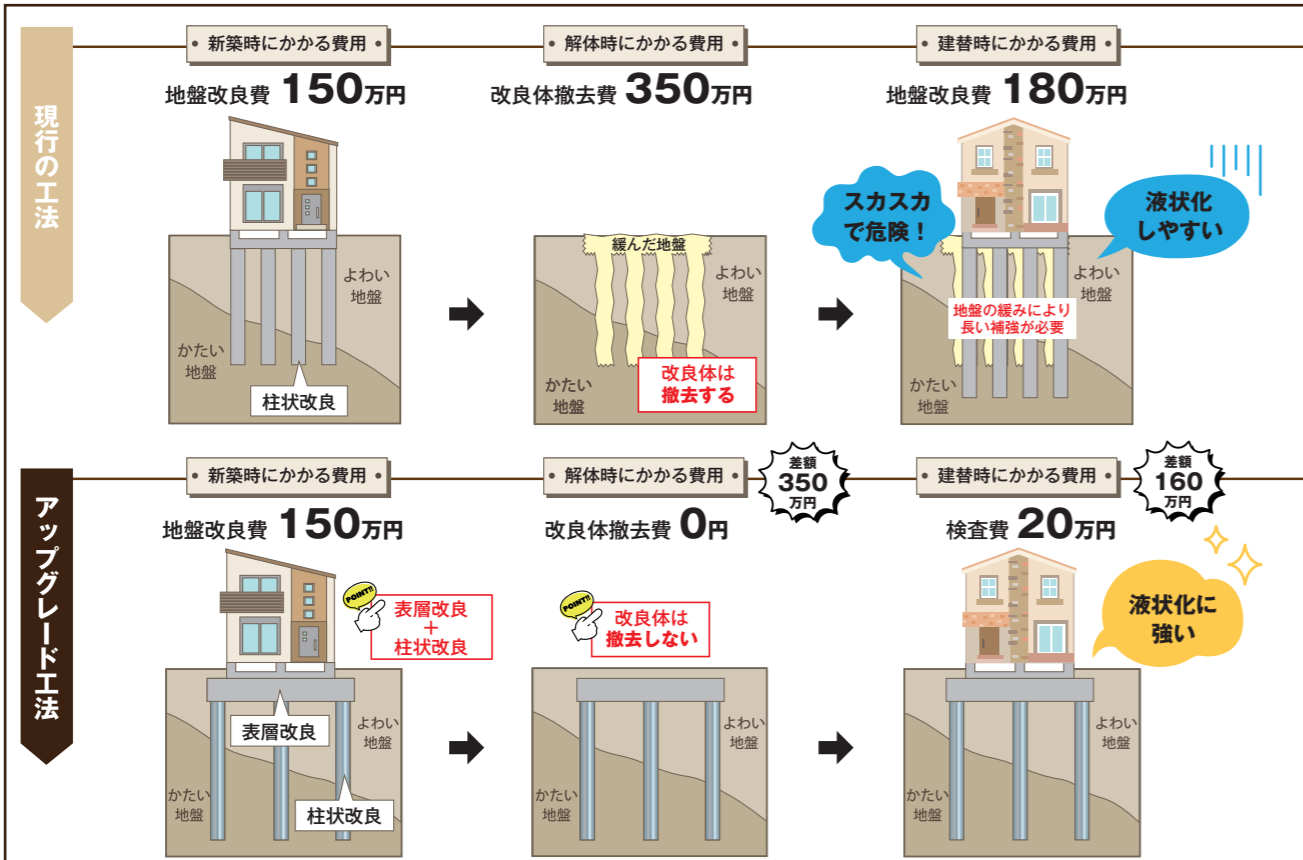 現行の工法
新築時にかかる費用
地盤改良費 150万円
よわい
地盤
かたい
地盤
柱状改良
解体時にかかる費用
改良体撤去費 350万円
緩んだ地盤
よわい
地盤
かたい
地盤
改良体は
撤去する
建替時にかかる費用
地盤改良費 180万円
スカスカ
で危険！
液状化
しやすい
よわい
地盤
地盤の緩みにより
長い補強が必要
かたい
地盤
アップグレード工法
新築時にかかる費用
地盤改良費 150万円
POINT!!
表層改良
＋
柱状改良
表層改良
よわい
地盤
かたい
地盤
柱状改良
解体時にかかる費用
差額
350
万円
改良体撤去費 0円
POINT!!
改良体は
撤去しない
よわい
地盤
かたい
地盤
建替時にかかる費用
差額
160
万円
検査費 20万円
液状化に
強い
よわい
地盤
かたい
地盤